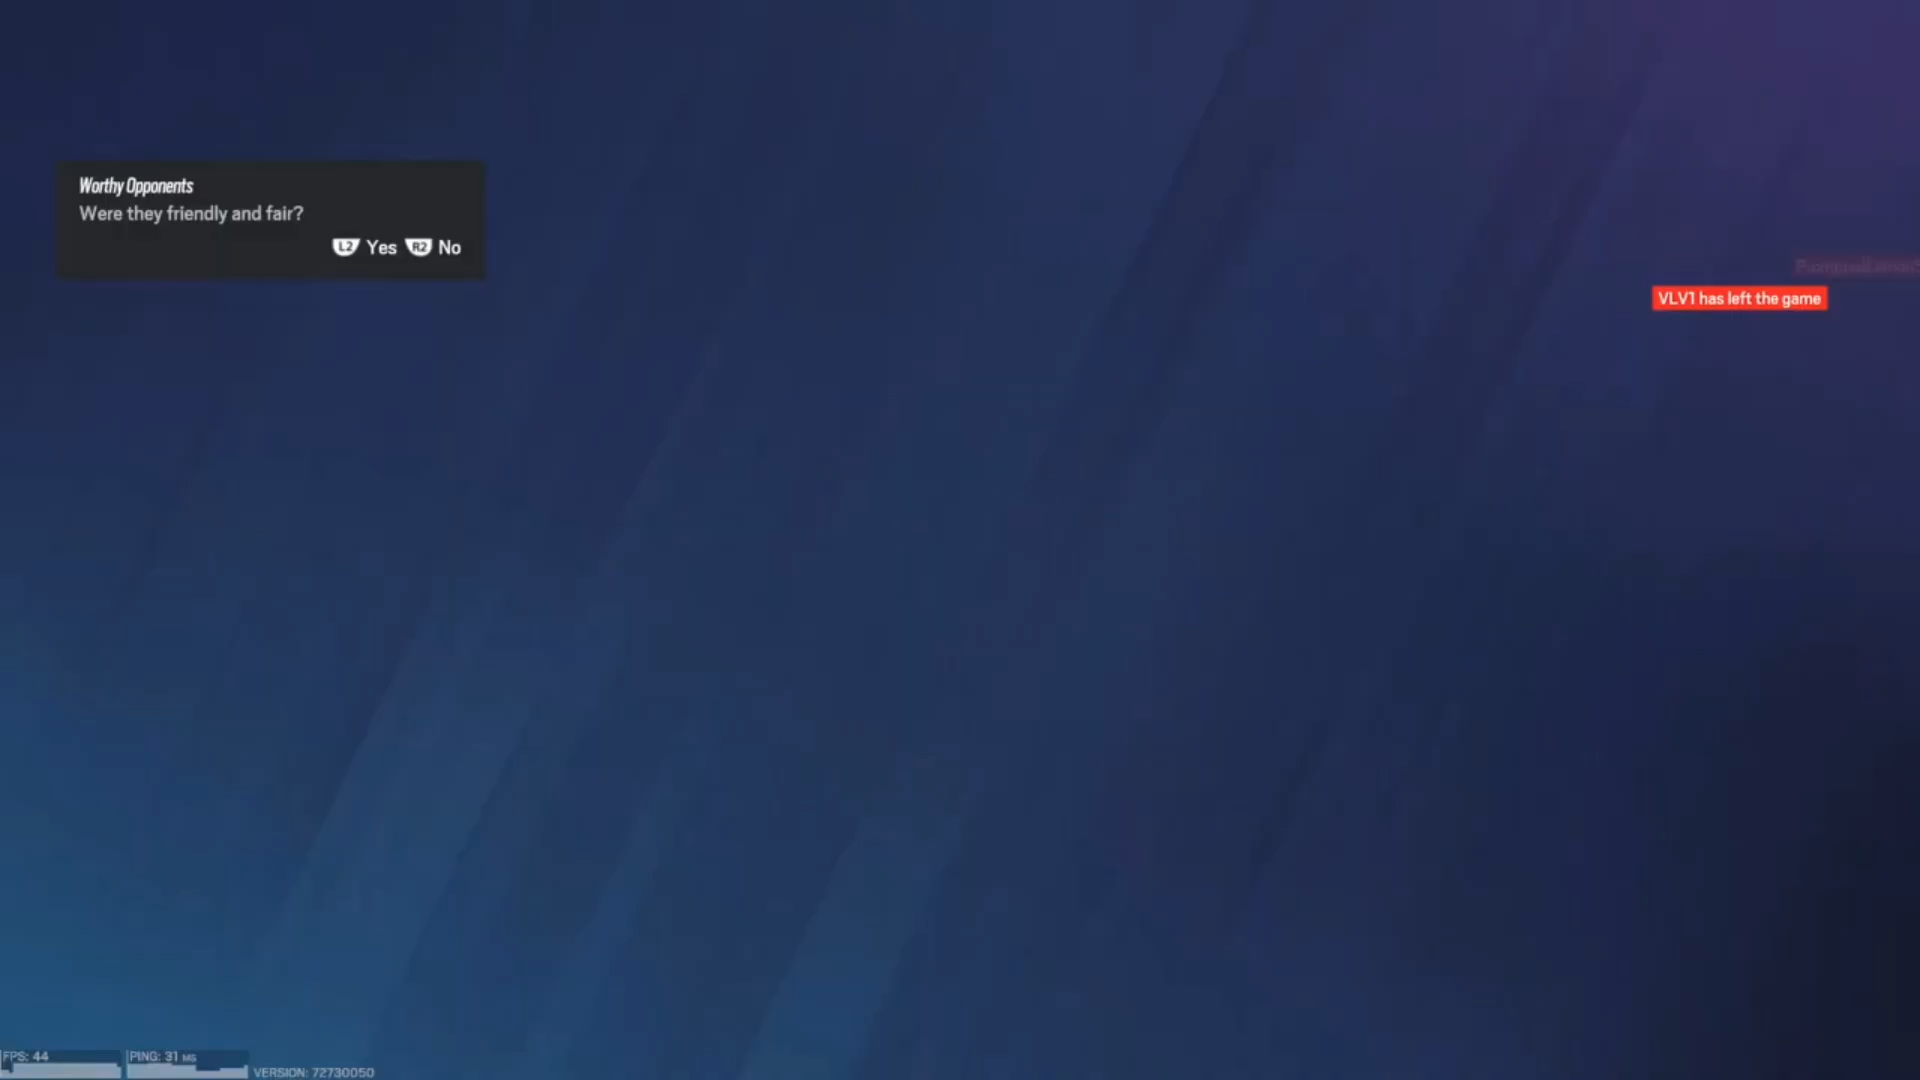 Worthy Opponents
Were they friendly and fair?
L2 Yes R2 No
VLV1 has left the game
FPS: 44 PING: 31 MS VERSION: 72730050